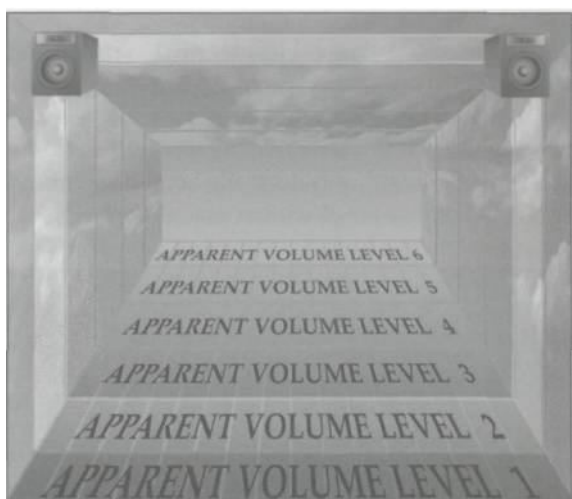 APPARENT VOLUME LEVEL 6
APPARENT VOLUME LEVEL 5
APPARENT VOLUME LEVEL 4
APPARENT VOLUME LEVEL 3
APPARENT VOLUME LEVEL 2
APPARENT VOLUME LEVEL 1